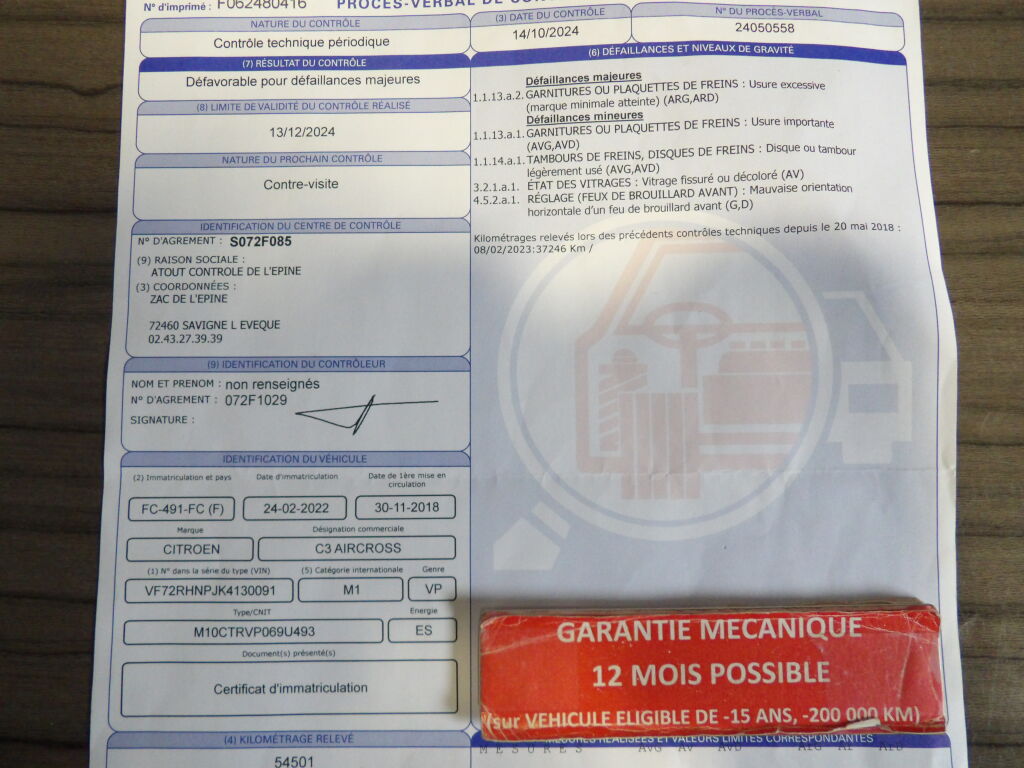 N° d'imprimé : F062480416
PROCÈS-VERBAL DE
NATURE DU CONTRÔLE
Contrôle technique périodique
(3) DATE DU CONTRÔLE
14/10/2024
N° DU PROCÈS-VERBAL
24050558
(7) RÉSULTAT DU CONTRÔLE
Défavorable pour défaillances majeures
(8) LIMITE DE VALIDITÉ DU CONTRÔLE RÉALISÉ
13/12/2024
NATURE DU PROCHAIN CONTRÔLE
Contre-visite
(6) DÉFAILLANCES ET NIVEAUX DE GRAVITÉ
Défaillances majeures
1.1.13.a.2. GARNITURES OU PLAQUETTES DE FREINS : Usure excessive
(marque minimale atteinte) (ARG,ARD)
Défaillances mineures
1.1.13.a.1. GARNITURES OU PLAQUETTES DE FREINS : Usure importante
(AVG,AVD)
1.1.14.a.1. TAMBOURS DE FREINS, DISQUES DE FREINS : Disque ou tambour
légèrement usé (AVG,AVD)
3.2.1.a.1. ÉTAT DES VITRAGES : Vitrage fissuré ou décoloré (AV)
4.5.2.a.1. RÉGLAGE (FEUX DE BROUILLARD AVANT) : Mauvaise orientation
horizontale d'un feu de brouillard avant (G,D)
Kilométrages relevés lors des précédents contrôles techniques depuis le 20 mai 2018 :
08/02/2023:37246 Km /
IDENTIFICATION DU CENTRE DE CONTRÔLE
N° D'AGREMENT : S072F085
(9) RAISON SOCIALE :
ATOUT CONTROLE DE L'EPINE
(3) COORDONNÉES :
ZAC DE L'EPINE
72460 SAVIGNE L EVEQUE
02.43.27.39.39
(9) IDENTIFICATION DU CONTRÔLEUR
NOM ET PRENOM : non renseignés
N° D'AGREMENT : 072F1029
SIGNATURE :
IDENTIFICATION DU VÉHICULE
(2) Immatriculation et pays
Date d'immatriculation
Date de 1ère mise en
circulation
FC-491-FC (F)
24-02-2022
30-11-2018
Marque
Désignation commerciale
CITROEN
C3 AIRCROSS
(1) N° dans la série du type (VIN)
(5) Catégorie internationale
Genre
VF72RHNPJK4130091
M1
VP
Type/CNIT
Energie
M10CTRVP069U493
ES
Document(s) présenté(s)
Certificat d'immatriculation
(4) KILOMÉTRAGE RELEVÉ
54501
GARANTIE MECANIQUE
12 MOIS POSSIBLE
(sur VEHICULE ELIGIBLE DE -15 ANS, -200 000 KM)
ET VALEURS LIMITES CORRESPONDANTES
MESURES AVG AV AVD